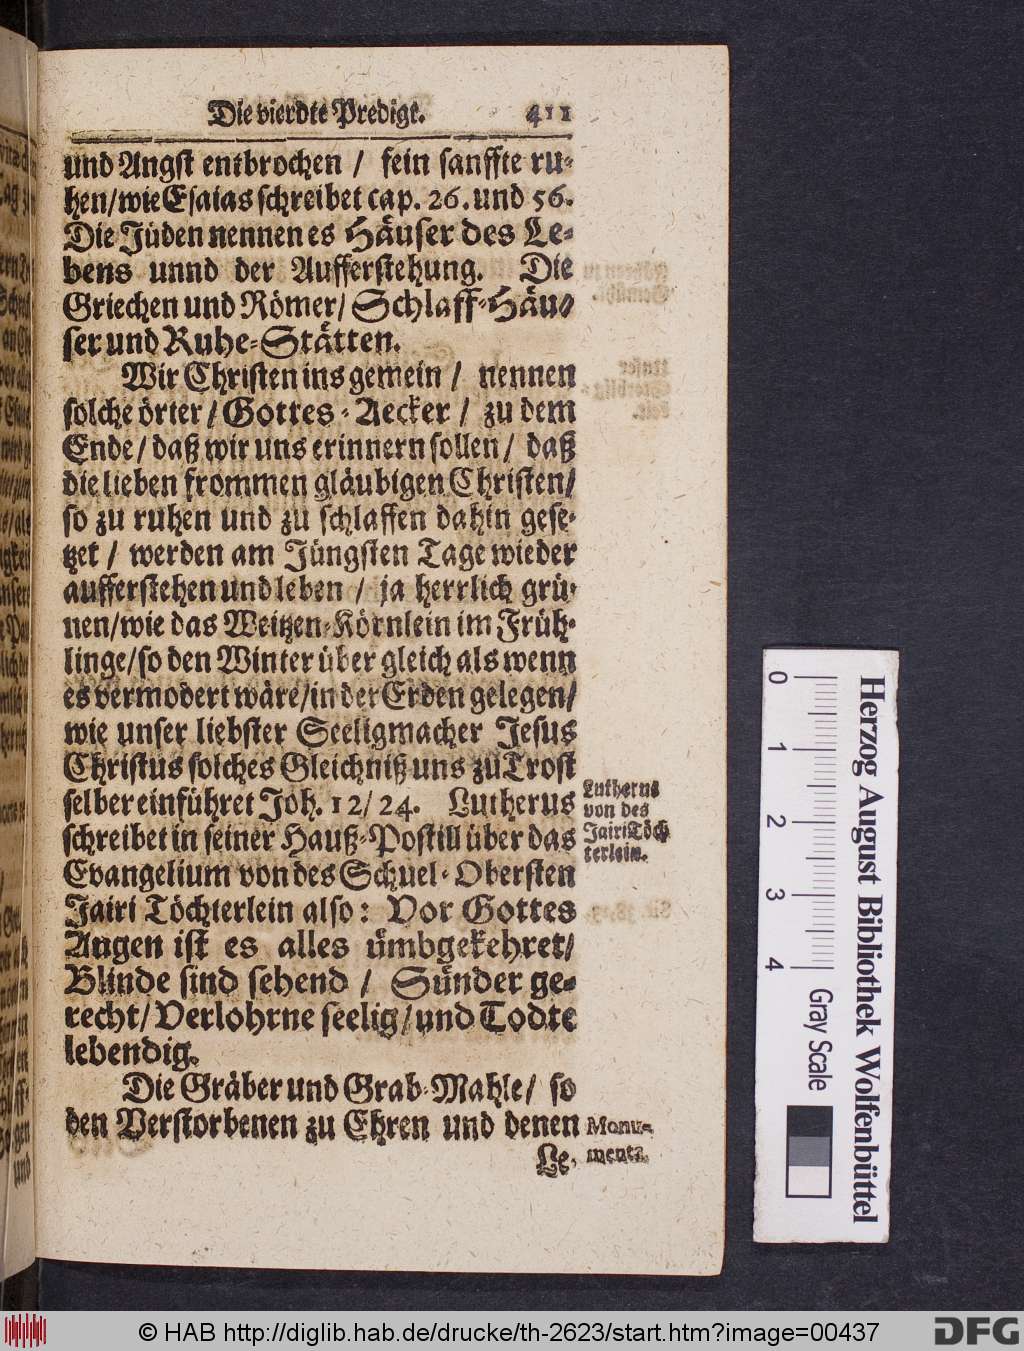 Die vierdte Predigt. 411
und Angst entbrochen / fein sanffte ru-
hen/wie Esaias schreibet cap. 26. und 56.
Die Jüden nennen es Häuser des Le-
bens unnd der Aufferstehung. Die
Griechen und Römer/ Schlaff-Häu-
ser und Ruhe-Stätten.
Wir Christen ins gemein / nennen
solche örter / Gottes-Aecker / zu dem
Ende / daß wir uns erinnern sollen / daß
die lieben frommen gläubigen Christen/
so zu ruhen und zu schlaffen dahin gese-
tzet / werden am Jüngsten Tage wieder
aufferstehen und leben / ja herrlich grü-
nen/wie das Weitzen-Körnlein im Früh-
linge/so den Winter über gleich als wenn
es vermodert wäre/in der Erden gelegen/
wie unser liebster Seeligmacher Jesus
Christus solches Gleichniß uns zu Trost
selber einführet Joh. 12/24. Lutherus
schreibet in seiner Hauß-Postill über das
Evangelium von des Schuel-Obersten
Jairi Töchterlein also: Vor Gottes
Augen ist es alles ümbgekehret/
Blinde sind sehend / Sünder ge-
recht/ Verlohrne seelig/ und Todte
lebendig.
Die Gräber und Grab-Mahle/ so
den Verstorbenen zu Ehren und denen
Le-
Lutherus
von des
Jairi Töch
terlein.
Monu-
menta.
0 1 2 3 4
Gray Scale
Herzog August Bibliothek Wolfenbüttel
© HAB http://diglib.hab.de/drucke/th-2623/start.htm?image=00437
DFG